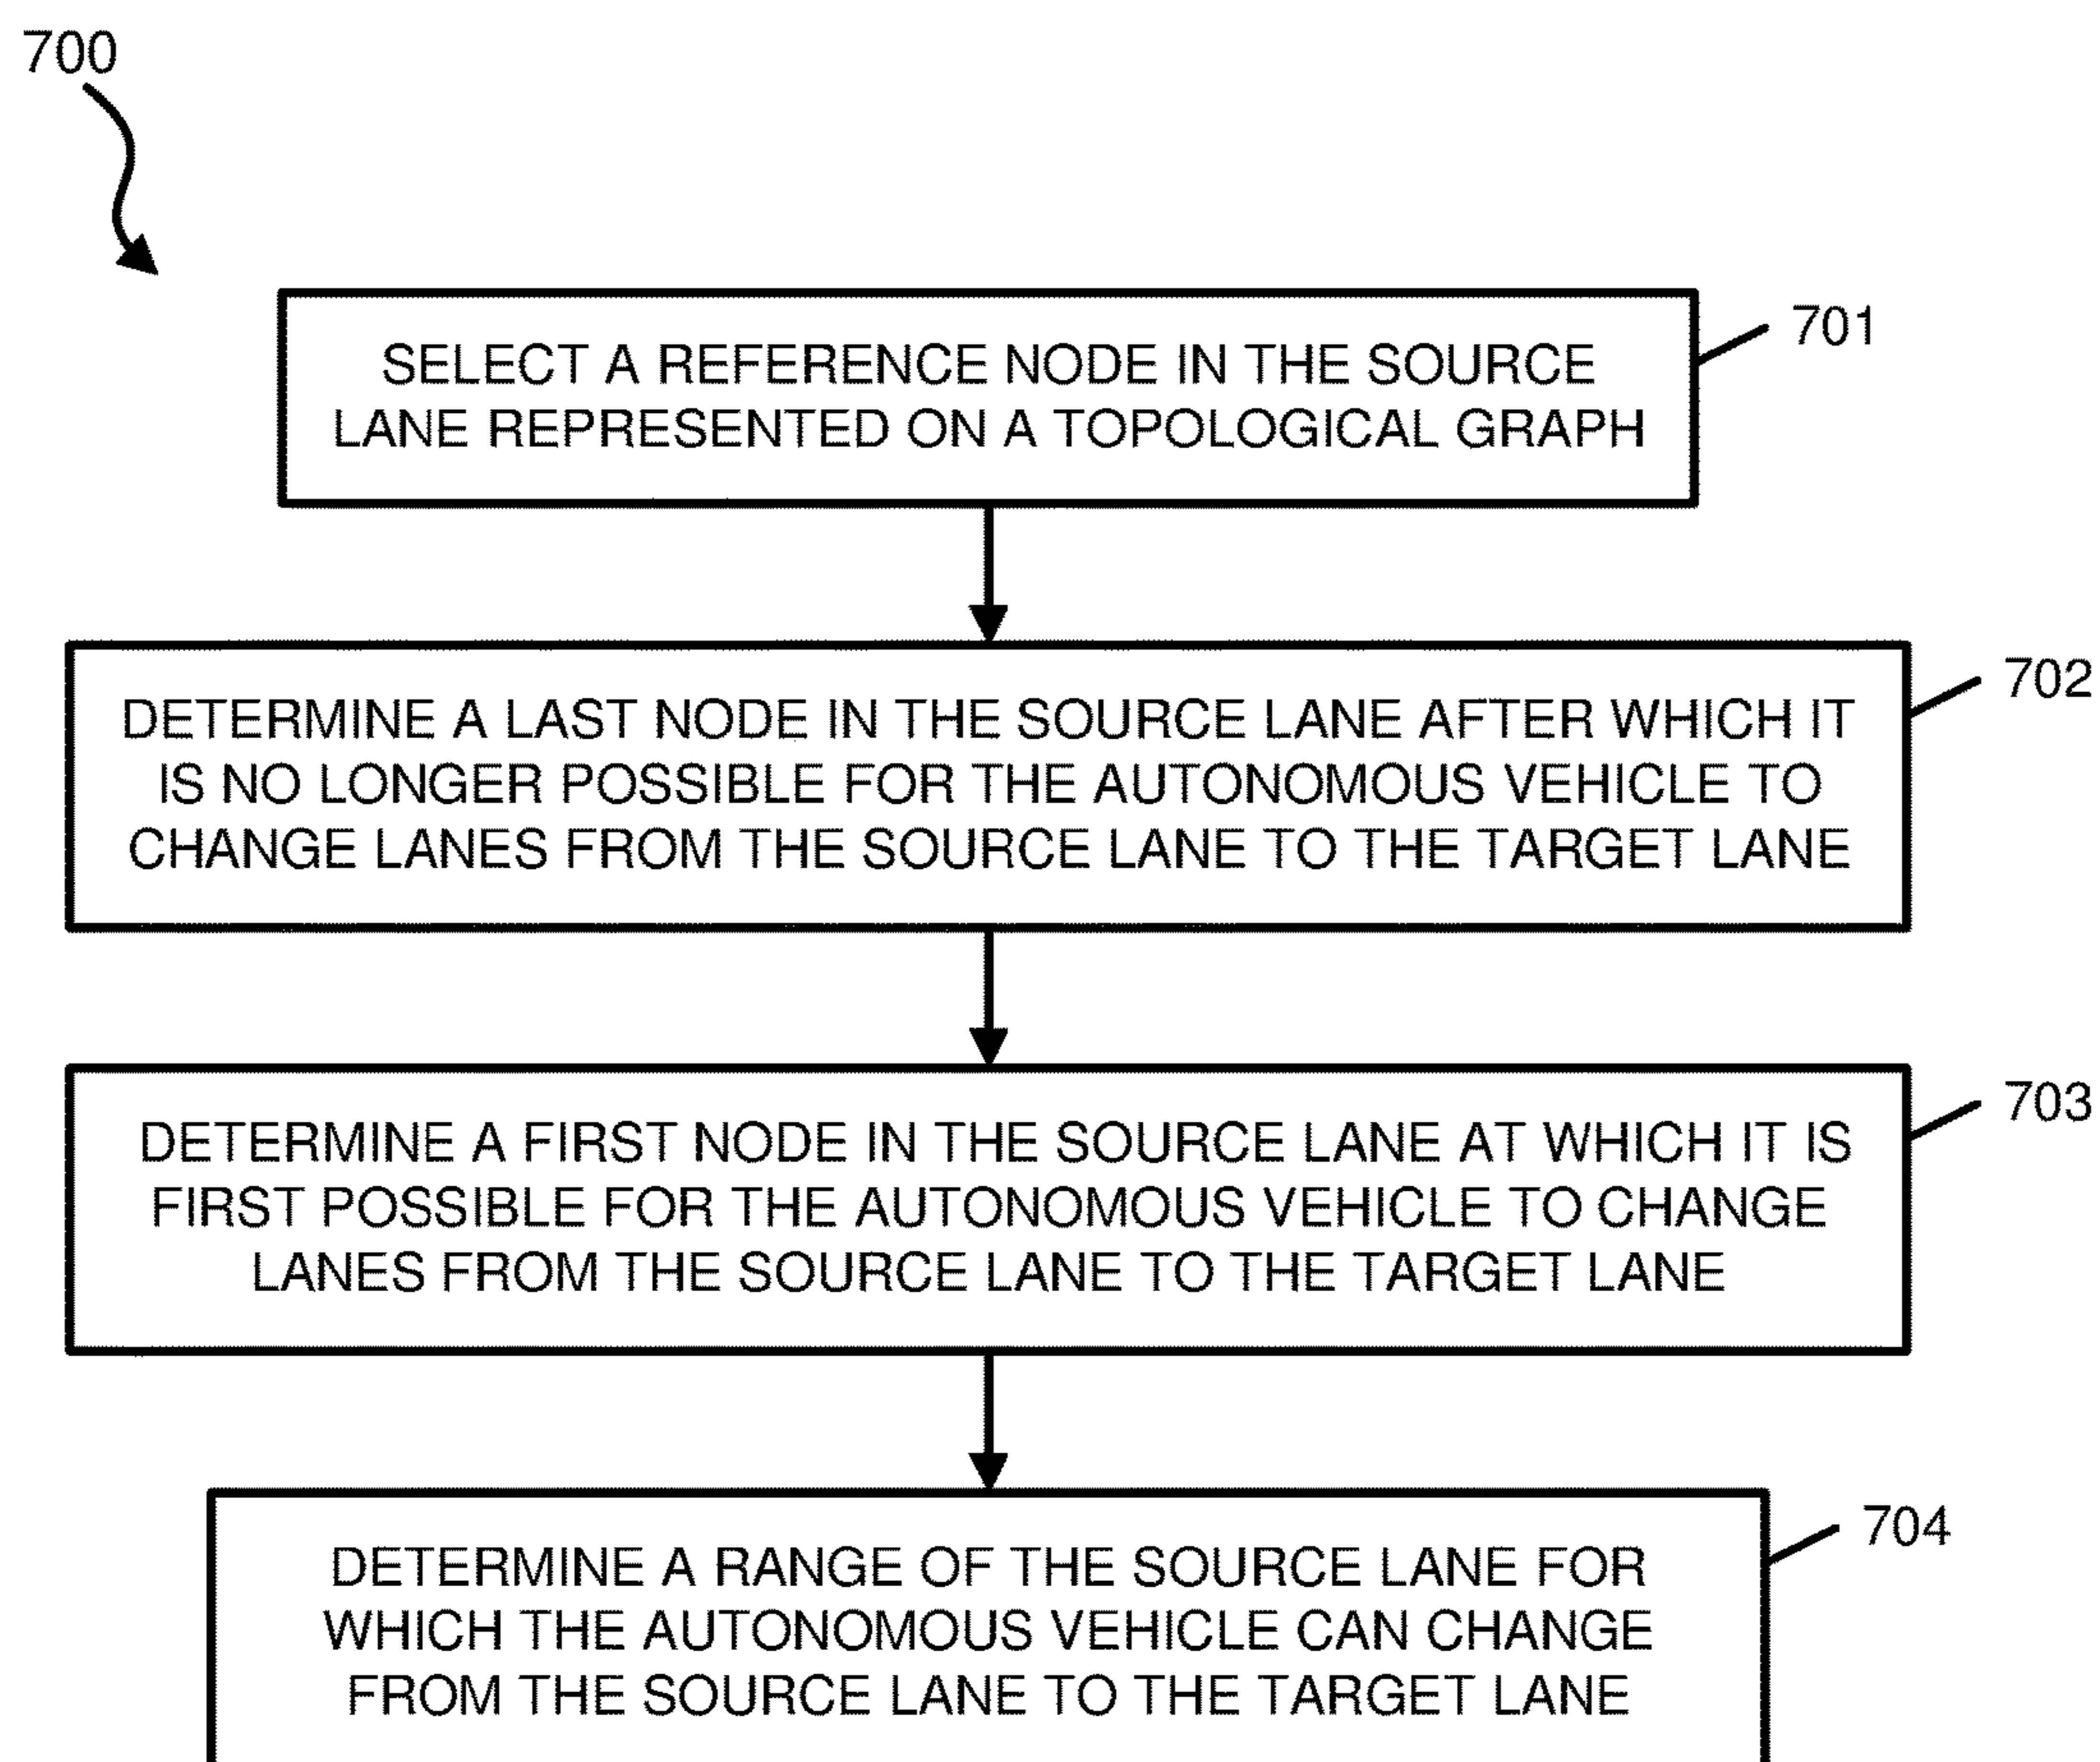 700
SELECT A REFERENCE NODE IN THE SOURCE
LANE REPRESENTED ON A TOPOLOGICAL GRAPH
701
DETERMINE A LAST NODE IN THE SOURCE LANE AFTER WHICH IT
IS NO LONGER POSSIBLE FOR THE AUTONOMOUS VEHICLE TO
CHANGE LANES FROM THE SOURCE LANE TO THE TARGET LANE
702
DETERMINE A FIRST NODE IN THE SOURCE LANE AT WHICH IT IS
FIRST POSSIBLE FOR THE AUTONOMOUS VEHICLE TO CHANGE
LANES FROM THE SOURCE LANE TO THE TARGET LANE
703
DETERMINE A RANGE OF THE SOURCE LANE FOR
WHICH THE AUTONOMOUS VEHICLE CAN CHANGE
FROM THE SOURCE LANE TO THE TARGET LANE
704